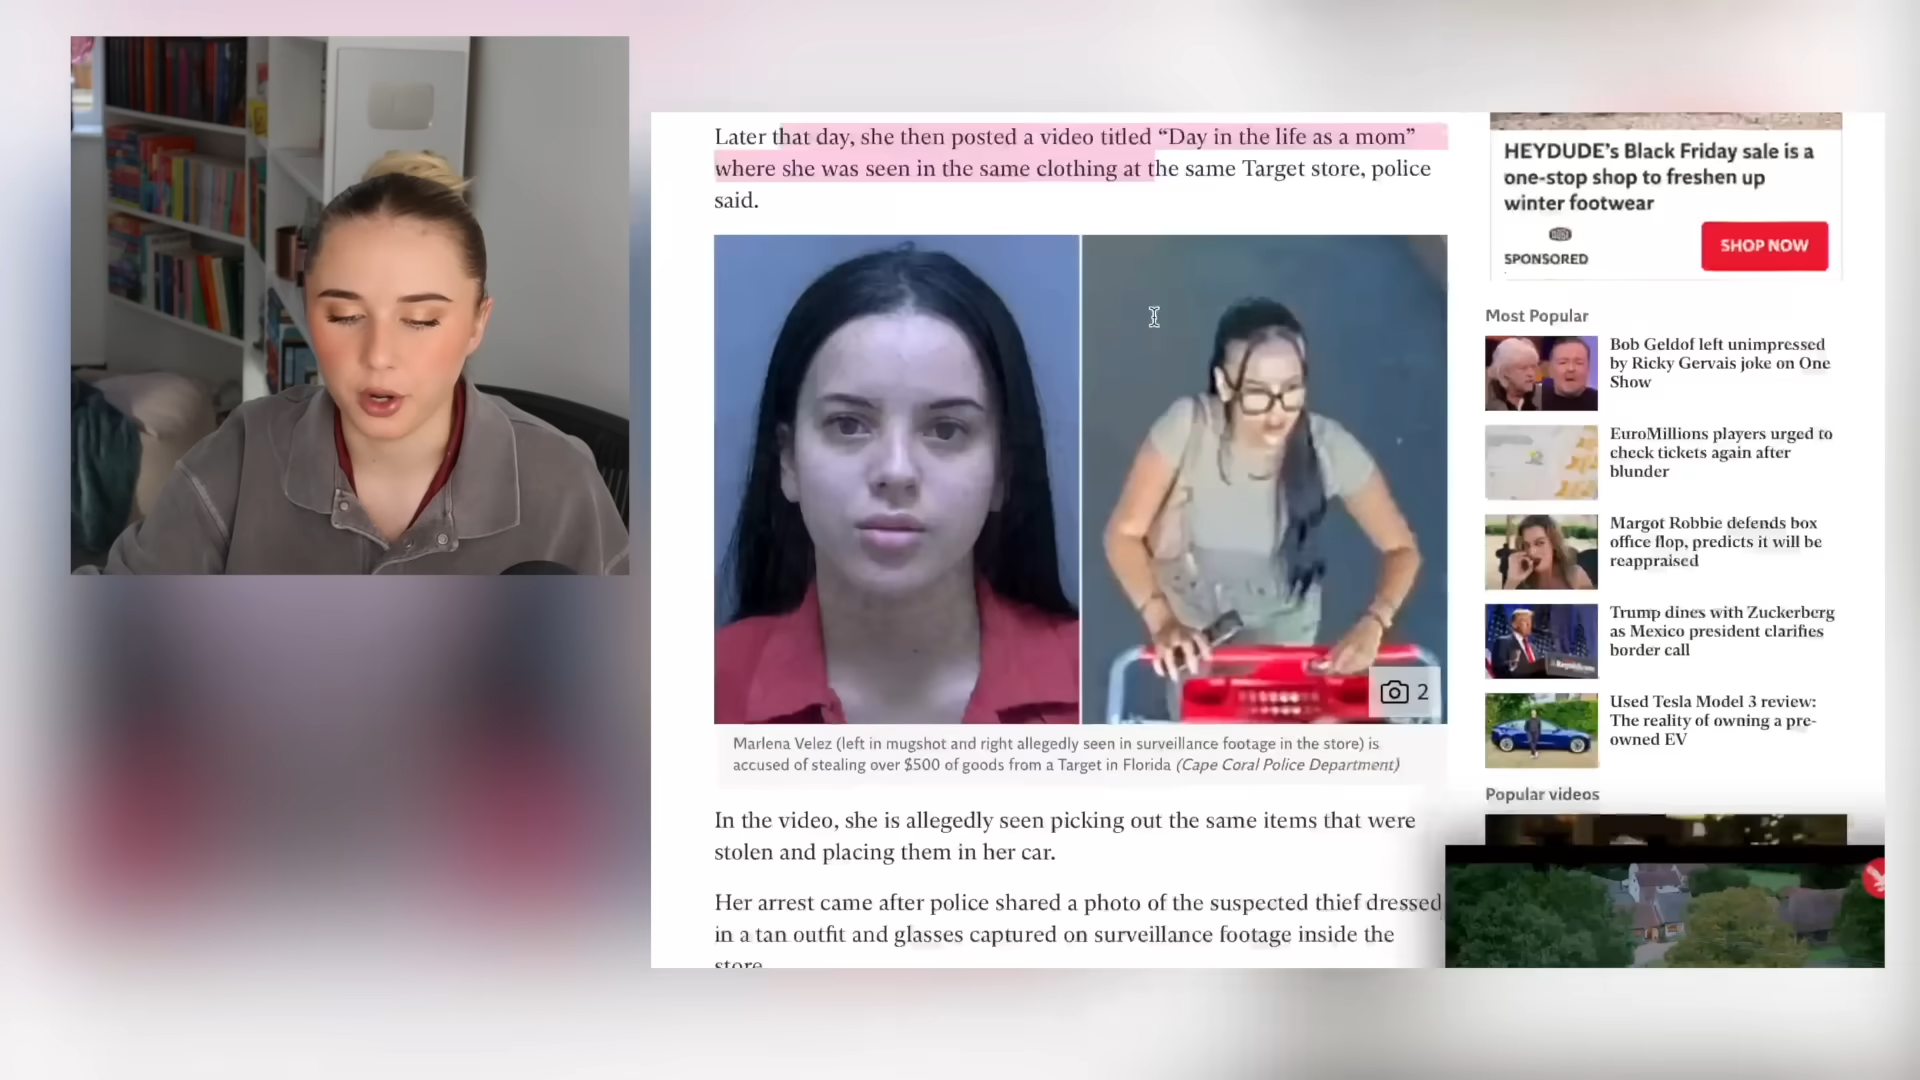 Later that day, she then posted a video titled “Day in the life as a mom”
where she was seen in the same clothing at the same Target store, police
said.
2
Marlena Velez (left in mugshot and right allegedly seen in surveillance footage in the store) is
accused of stealing over $500 of goods from a Target in Florida (Cape Coral Police Department)
In the video, she is allegedly seen picking out the same items that were
stolen and placing them in her car.
Her arrest came after police shared a photo of the suspected thief dressed
in a tan outfit and glasses captured on surveillance footage inside the
store
HEYDUDE’s Black Friday sale is a
one-stop shop to freshen up
winter footwear
SPONSORED
SHOP NOW
Most Popular
Bob Geldof left unimpressed
by Ricky Gervais joke on One
Show
EuroMillions players urged to
check tickets again after
blunder
Margot Robbie defends box
office flop, predicts it will be
reappraised
Trump dines with Zuckerberg
as Mexico president clarifies
border call
Used Tesla Model 3 review:
The reality of owning a pre-
owned EV
Popular videos